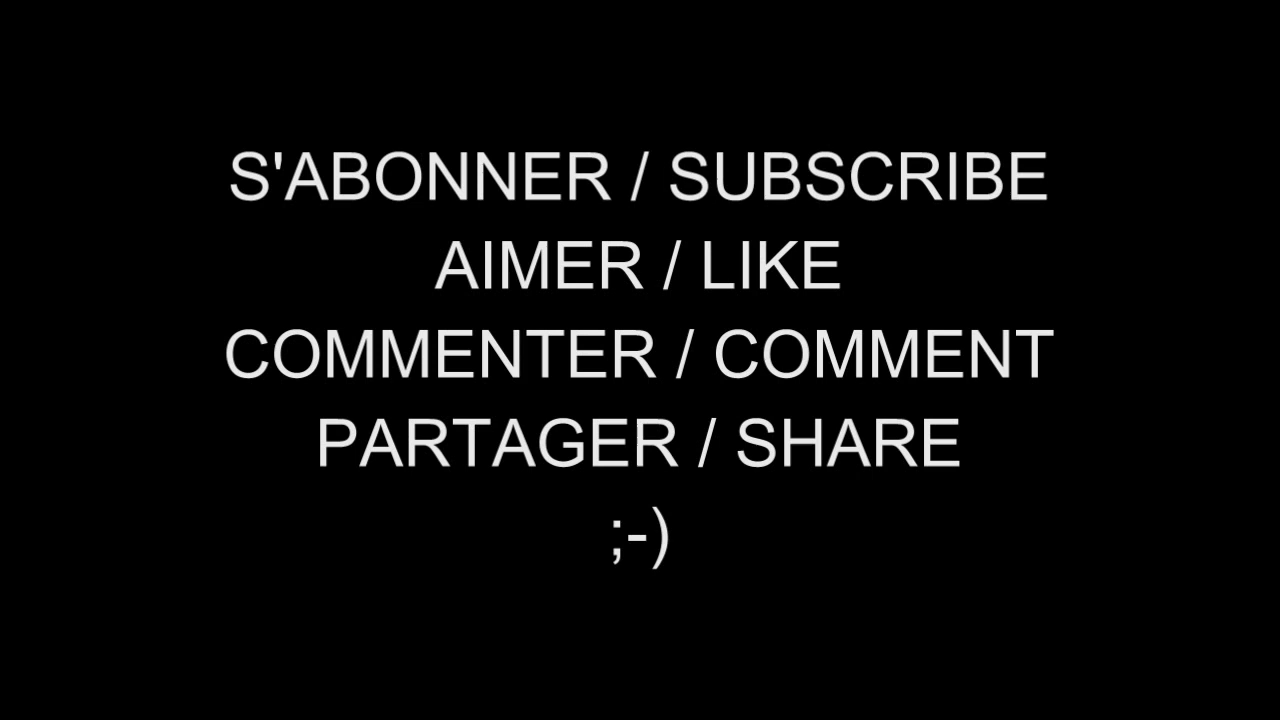 S'ABONNER / SUBSCRIBE
AIMER / LIKE
COMMENTER / COMMENT
PARTAGER / SHARE
;-)